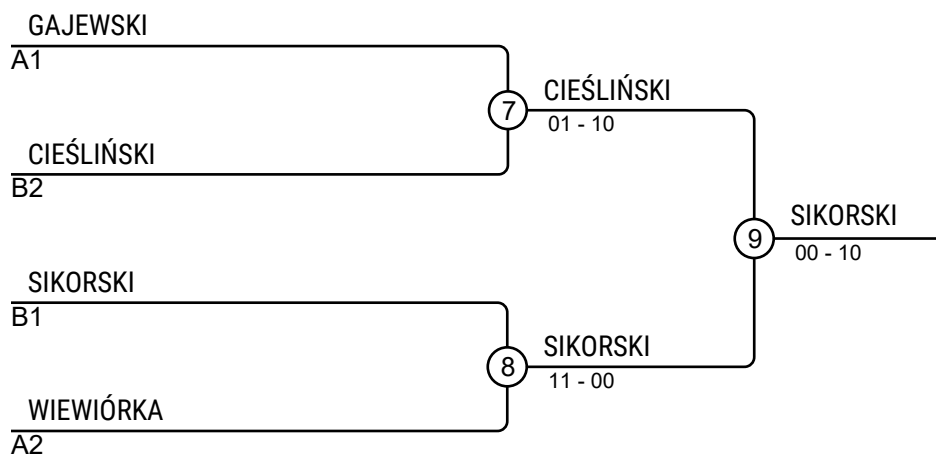 GAJEWSKI
A1
7
CIEŚLIŃSKI
01 - 10
CIEŚLIŃSKI
B2
9
SIKORSKI
00 - 10
SIKORSKI
B1
8
SIKORSKI
11 - 00
WIEWIÓRKA
A2